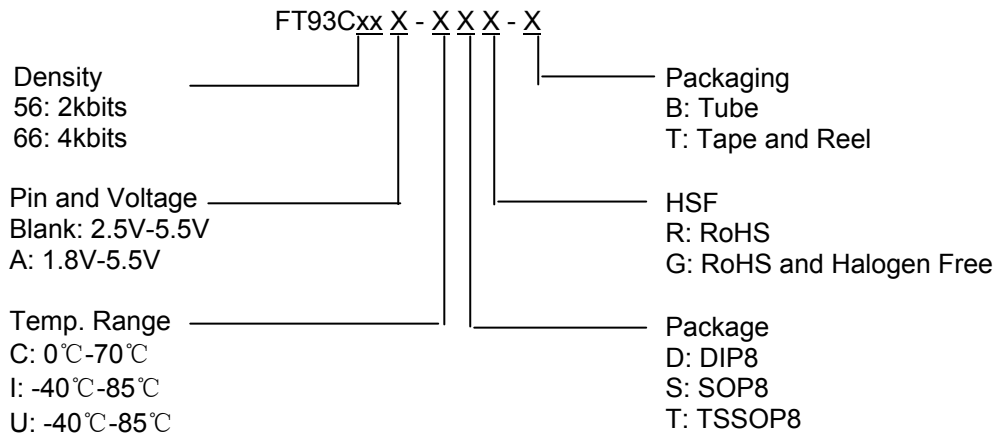 FT93Cxx X - X X X - X
Density
56: 2kbits
66: 4kbits
Pin and Voltage
Blank: 2.5V-5.5V
A: 1.8V-5.5V
Temp. Range
C: 0℃-70℃
I: -40℃-85℃
U: -40℃-85℃
Packaging
B: Tube
T: Tape and Reel
HSF
R: RoHS
G: RoHS and Halogen Free
Package
D: DIP8
S: SOP8
T: TSSOP8